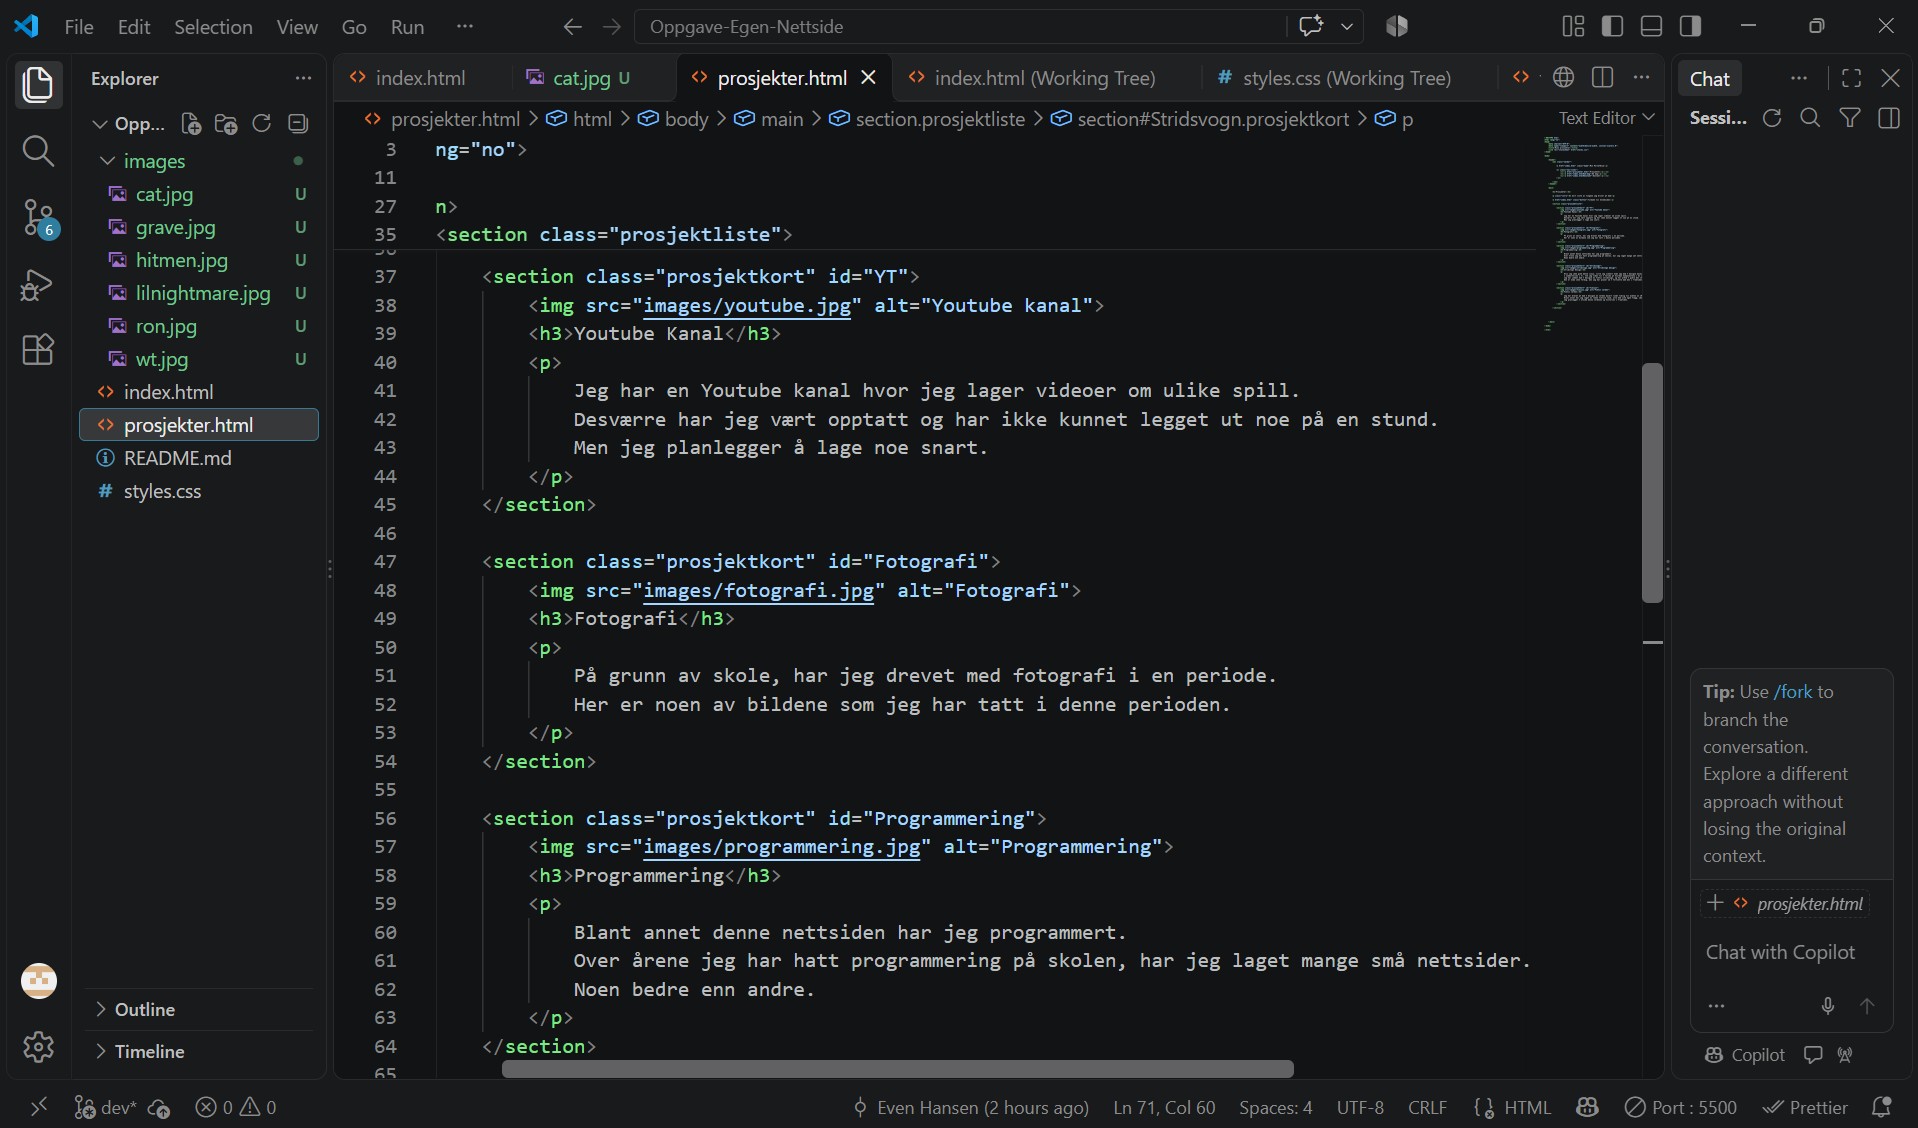 File Edit Selection View Go Run ···
Oppgave-Egen-Nettside
Explorer ···
Opp...
images
cat.jpg U
grave.jpg U
hitmen.jpg U
lilnightmare.jpg U
ron.jpg U
wt.jpg U
index.html
prosjekter.html
README.md
styles.css
6
Outline
Timeline
index.html
cat.jpg U
prosjekter.html
index.html (Working Tree)
styles.css (Working Tree)
prosjekter.html > html > body > main > section.prosjektliste > section#Stridsvogn.prosjektkort > p
Text Editor
3 ng="no">
11
27 n>
35 <section class="prosjektliste">
37 <section class="prosjektkort" id="YT">
38 <img src="images/youtube.jpg" alt="Youtube kanal">
39 <h3>Youtube Kanal</h3>
40 <p>
41 Jeg har en Youtube kanal hvor jeg lager videoer om ulike spill.
42 Desværre har jeg vært opptatt og har ikke kunnet legget ut noe på en stund.
43 Men jeg planlegger å lage noe snart.
44 </p>
45 </section>
46
47 <section class="prosjektkort" id="Fotografi">
48 <img src="images/fotografi.jpg" alt="Fotografi">
49 <h3>Fotografi</h3>
50 <p>
51 På grunn av skole, har jeg drevet med fotografi i en periode.
52 Her er noen av bildene som jeg har tatt i denne perioden.
53 </p>
54 </section>
55
56 <section class="prosjektkort" id="Programmering">
57 <img src="images/programmering.jpg" alt="Programmering">
58 <h3>Programmering</h3>
59 <p>
60 Blant annet denne nettsiden har jeg programmert.
61 Over årene jeg har hatt programmering på skolen, har jeg laget mange små nettsider.
62 Noen bedre enn andre.
63 </p>
64 </section>
65
Chat
Sessi...
Tip: Use /fork to
branch the
conversation.
Explore a different
approach without
losing the original
context.
prosjekter.html
Chat with Copilot
Copilot
dev* 0 0 Even Hansen (2 hours ago) Ln 71, Col 60 Spaces: 4 UTF-8 CRLF HTML Port : 5500 Prettier